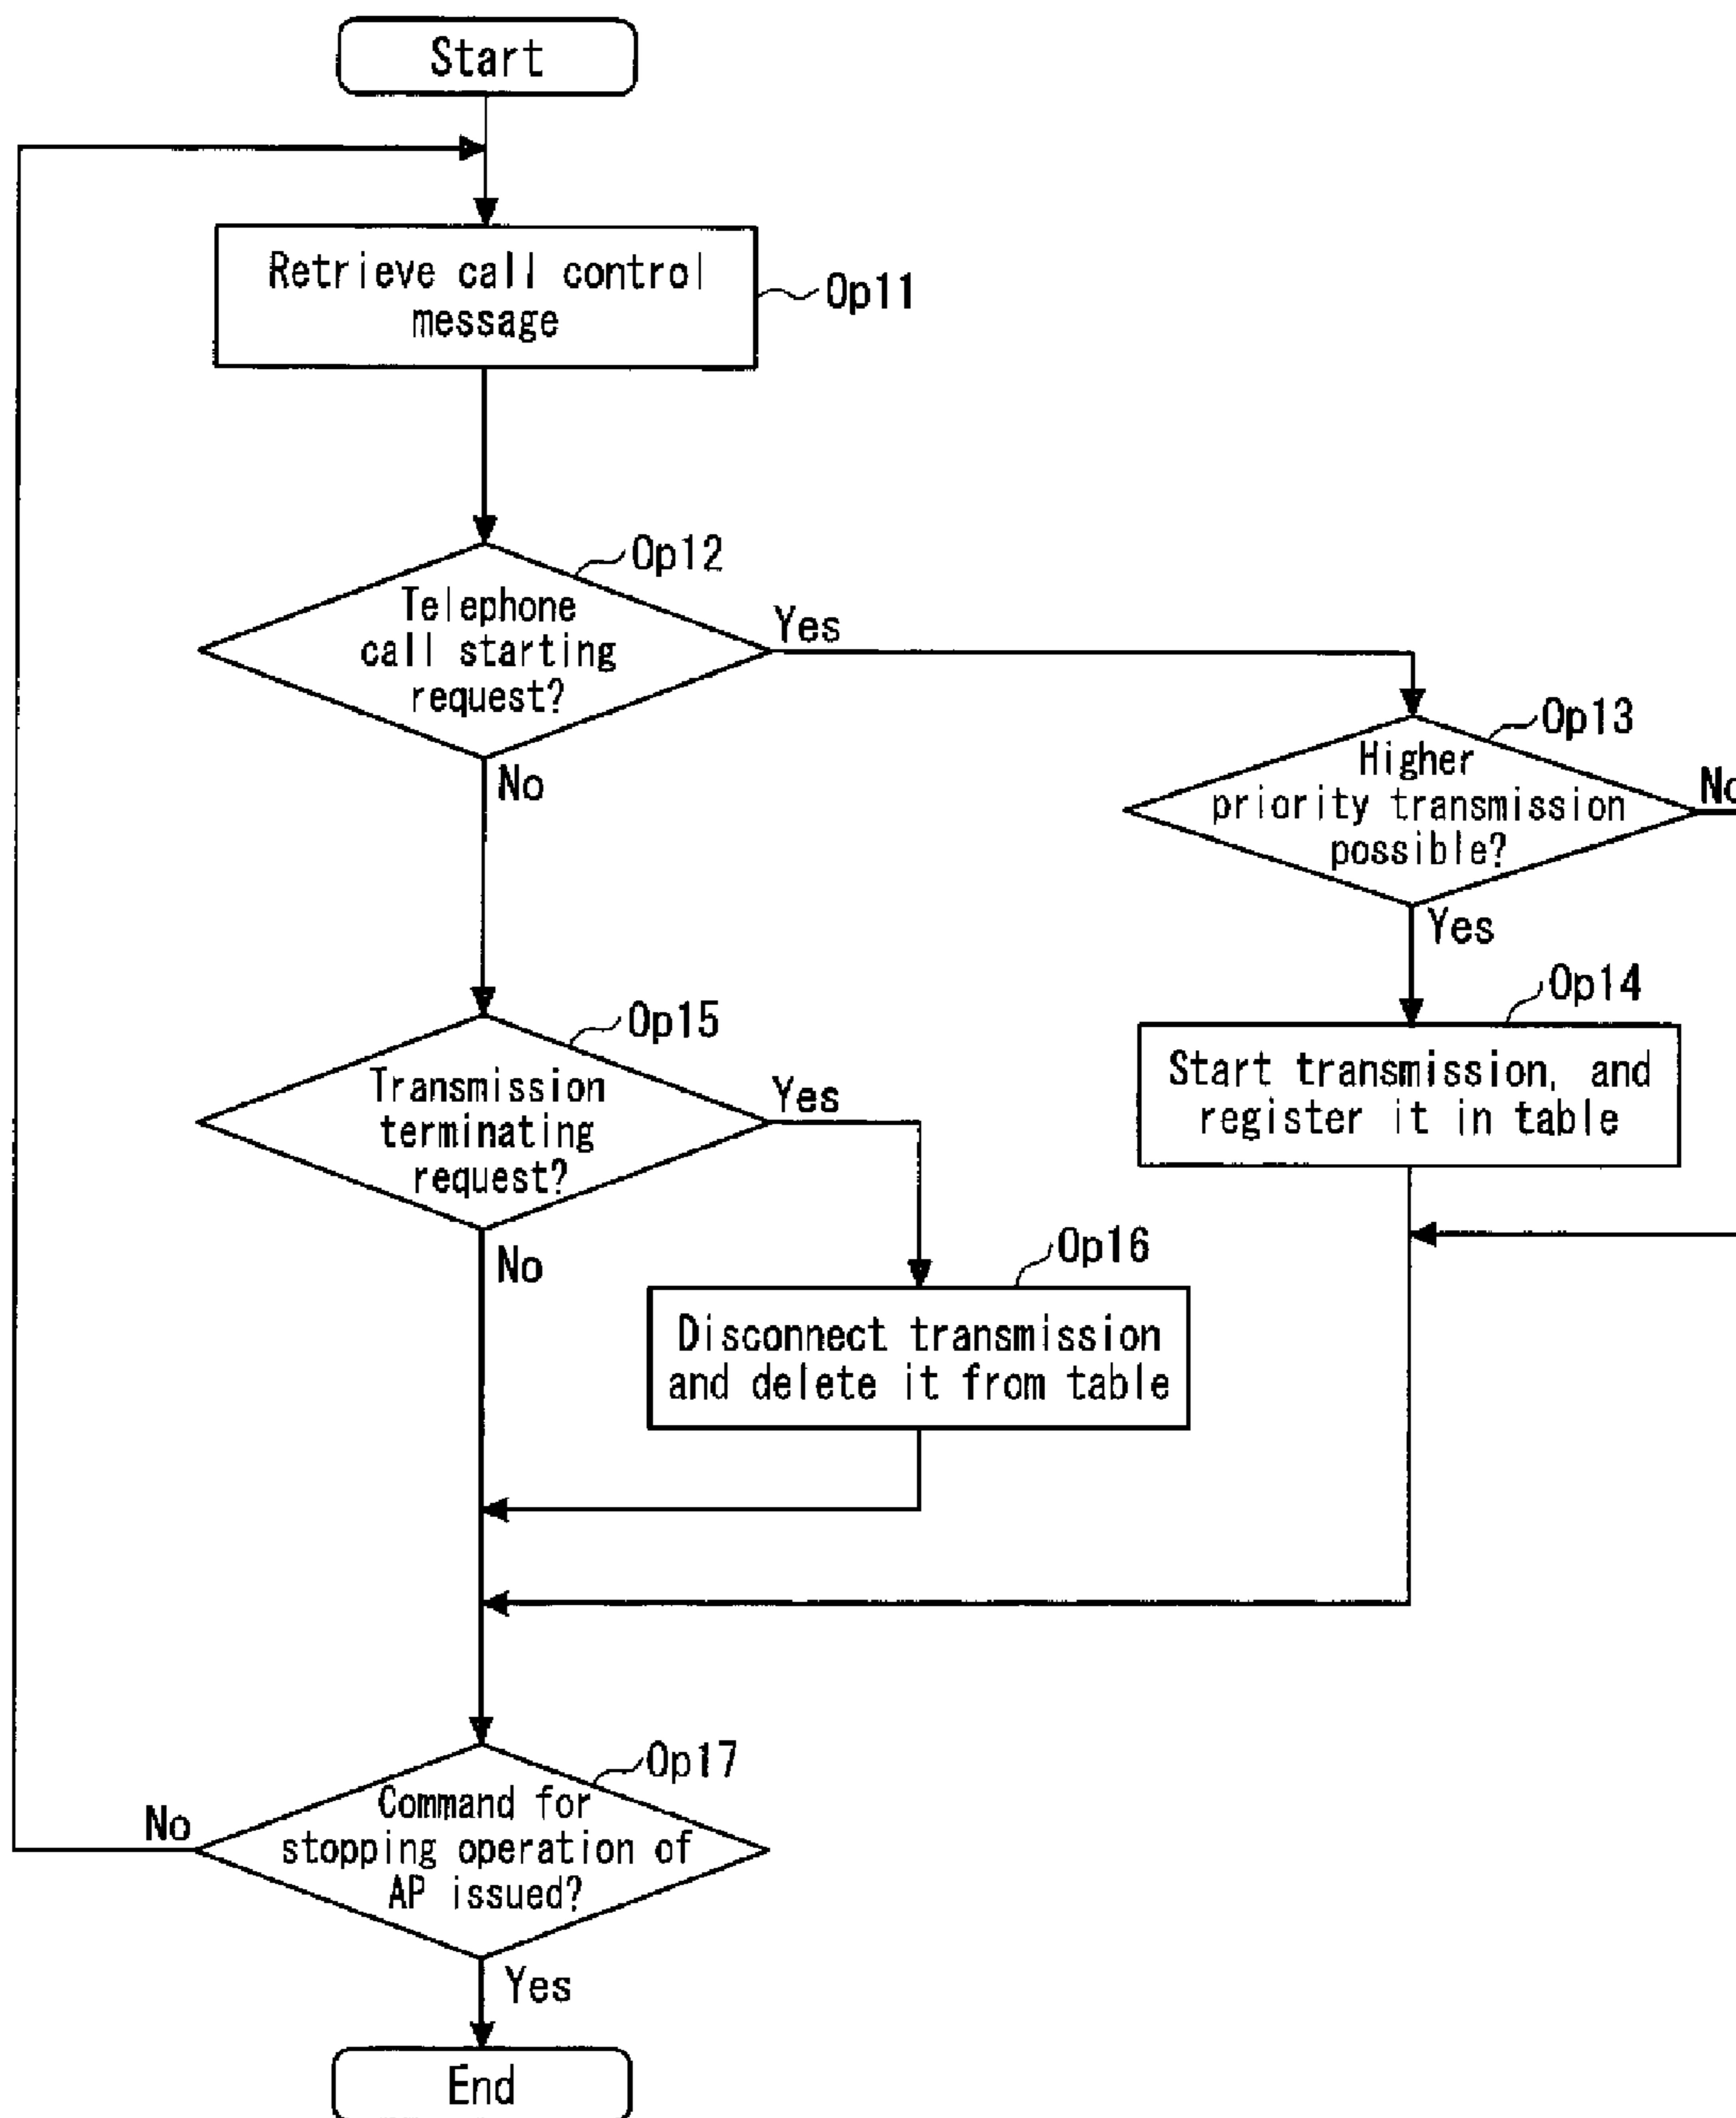 Start
Retrieve call control
message
Op11
Op12
Telephone
call starting
request?
Yes
No
Op13
Higher
priority transmission
possible?
No
Yes
Op14
Start transmission, and
register it in table
Op15
Transmission
terminating
request?
Yes
No
Op16
Disconnect transmission
and delete it from table
Op17
Command for
stopping operation of
AP issued?
No
Yes
End